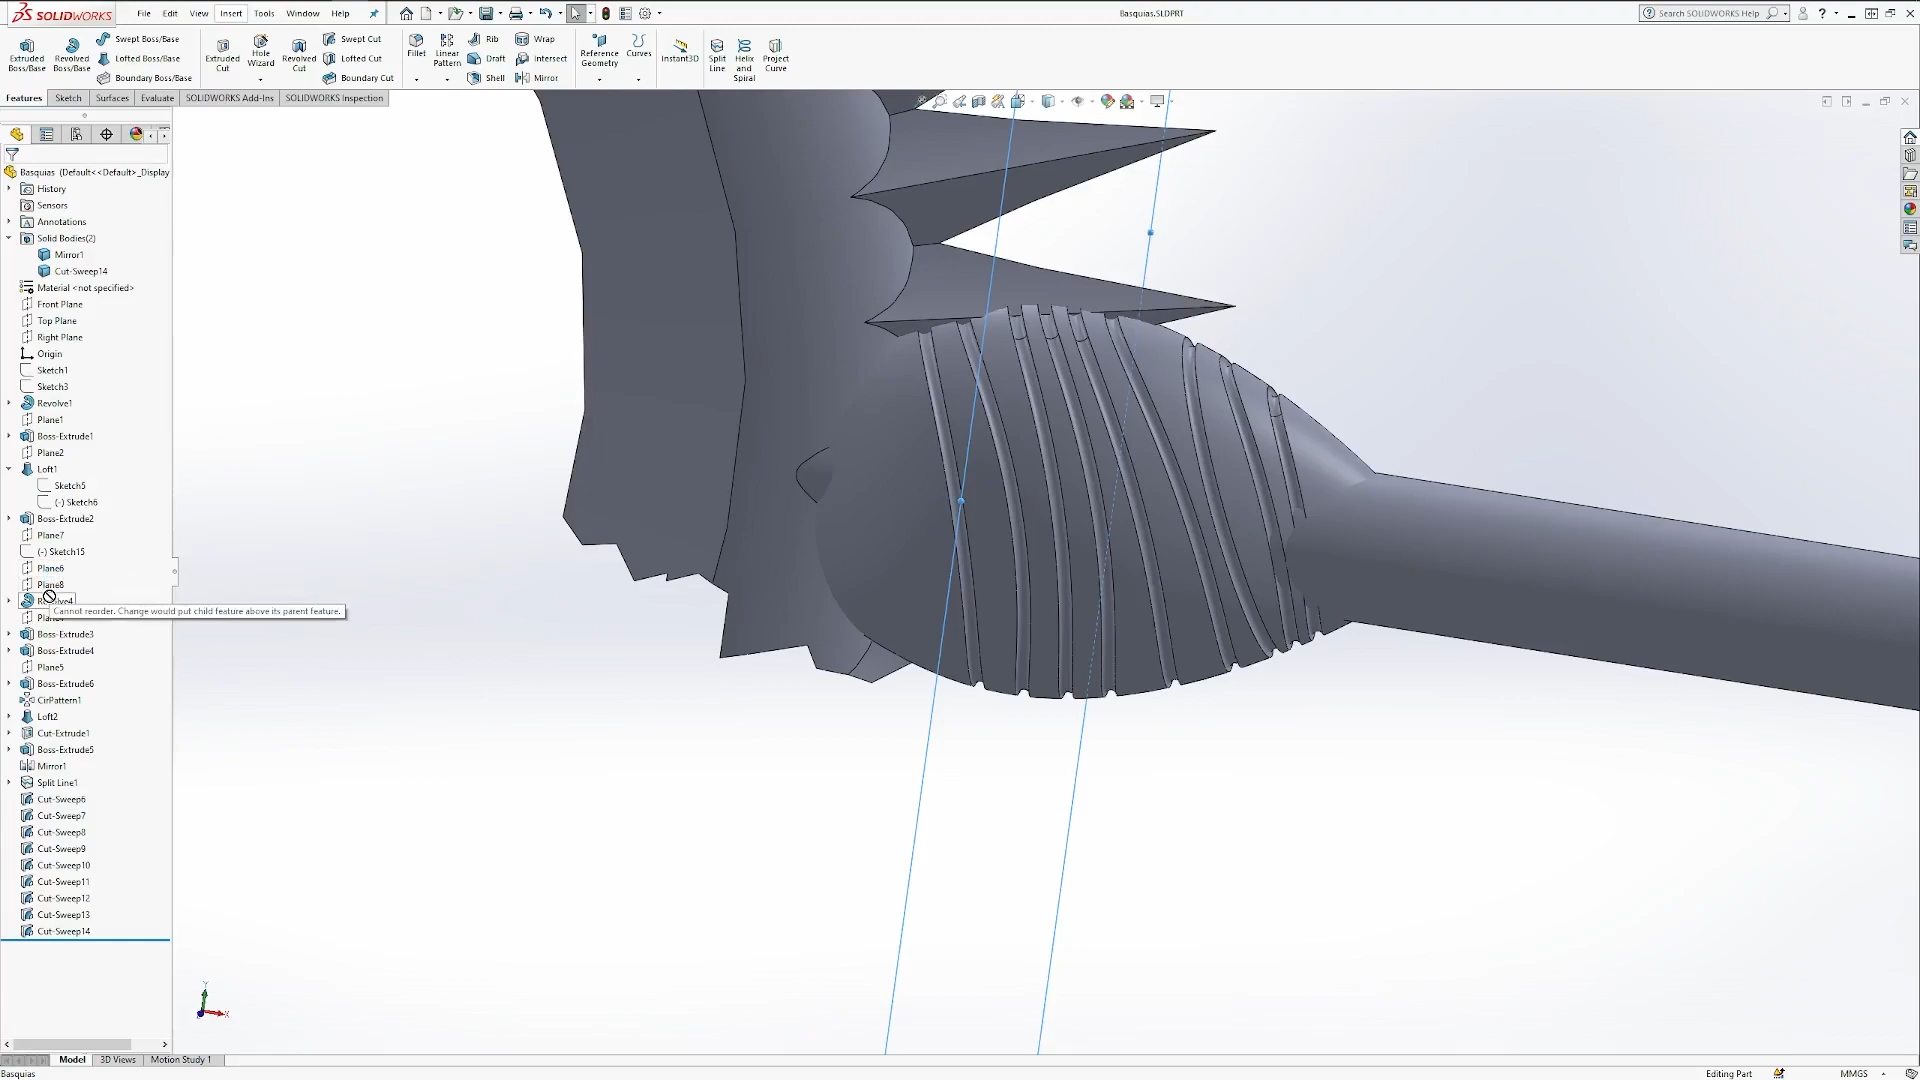 SOLIDWORKS File Edit View Insert Tools Window Help Basquias.SLDPRT Search SOLIDWORKS Help
Extruded Boss/Base
Revolved Boss/Base
Swept Boss/Base
Lofted Boss/Base
Boundary Boss/Base
Extruded Cut
Hole Wizard
Revolved Cut
Swept Cut
Lofted Cut
Boundary Cut
Fillet
Linear Pattern
Rib
Draft
Shell
Wrap
Intersect
Mirror
Reference Geometry
Curves
Instant3D
Split Line
Helix and Spiral
Project Curve
Features Sketch Surfaces Evaluate SOLIDWORKS Add-Ins SOLIDWORKS Inspection
Basquias (Default<<Default>_Display
History
Sensors
Annotations
Solid Bodies(2)
Mirror1
Cut-Sweep14
Material <not specified>
Front Plane
Top Plane
Right Plane
Origin
Sketch1
Sketch3
Revolve1
Plane1
Boss-Extrude1
Plane2
Loft1
Sketch5
(-) Sketch6
Boss-Extrude2
Plane7
(-) Sketch15
Plane6
Plane8
Cannot reorder. Change would put child feature above its parent feature.
Boss-Extrude3
Boss-Extrude4
Plane5
Boss-Extrude6
CirPattern1
Loft2
Cut-Extrude1
Boss-Extrude5
Mirror1
Split Line1
Cut-Sweep6
Cut-Sweep7
Cut-Sweep8
Cut-Sweep9
Cut-Sweep10
Cut-Sweep11
Cut-Sweep12
Cut-Sweep13
Cut-Sweep14
Y
X
Model 3D Views Motion Study 1
Basquias Editing Part MMGS